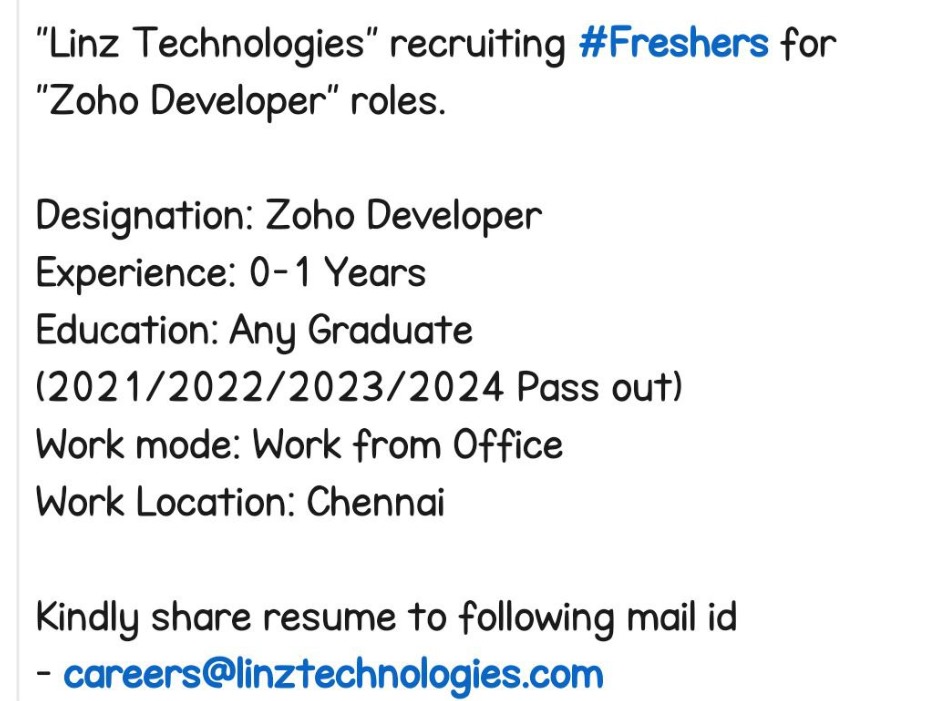 "Linz Technologies" recruiting #Freshers for
"Zoho Developer" roles.
Designation: Zoho Developer
Experience: 0-1 Years
Education: Any Graduate
(2021/2022/2023/2024 Pass out)
Work mode: Work from Office
Work Location: Chennai
Kindly share resume to following mail id
- careers@linztechnologies.com